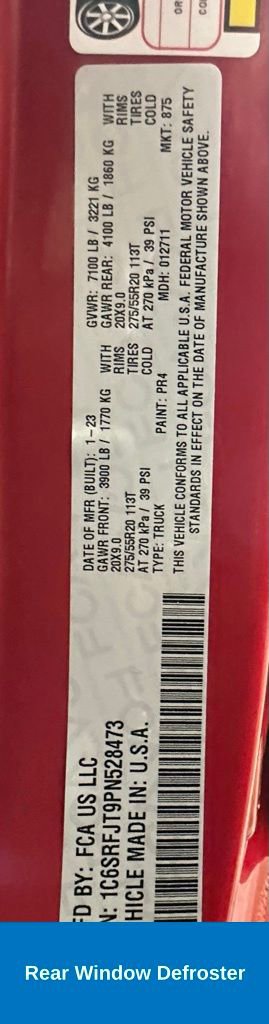 OR
CO
FD BY: FCA US LLC
N: 1C6SRFJT9PN528473
HICLE MADE IN: U.S.A.
DATE OF MFR (BUILT): 1-23
GAWR FRONT: 3900 LB / 1770 KG WITH
20X9.0 RIMS
275/55R20 113T TIRES
AT 270 kPa / 39 PSI COLD
TYPE: TRUCK PAINT: PR4
GVWR: 7100 LB / 3221 KG
GAWR REAR: 4100 LB / 1860 KG WITH
20X9.0 RIMS
275/55R20 113T TIRES
AT 270 kPa / 39 PSI COLD
MDH: 012711 MKT: 875
THIS VEHICLE CONFORMS TO ALL APPLICABLE U.S.A. FEDERAL MOTOR VEHICLE SAFETY
STANDARDS IN EFFECT ON THE DATE OF MANUFACTURE SHOWN ABOVE.
Rear Window Defroster